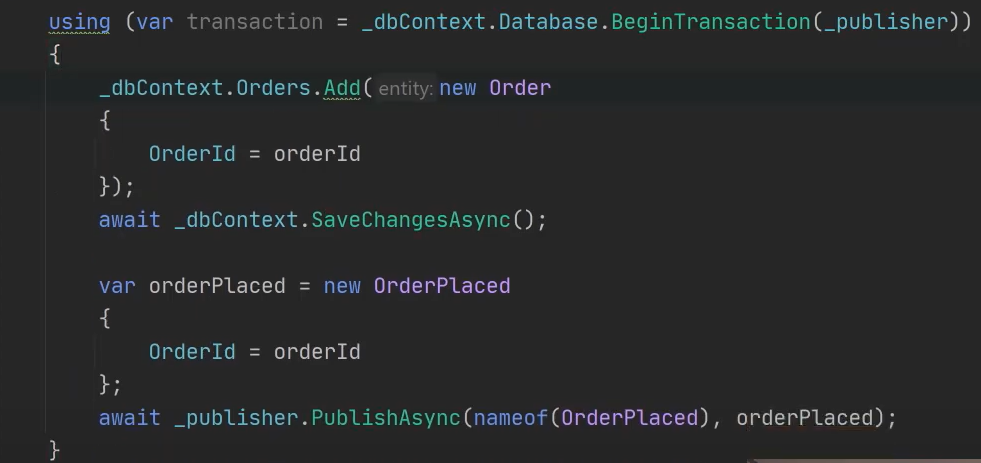 using (var transaction = _dbContext.Database.BeginTransaction(_publisher))
{
_dbContext.Orders.Add( entity: new Order
{
OrderId = orderId
});
await _dbContext.SaveChangesAsync();
var orderPlaced = new OrderPlaced
{
OrderId = orderId
};
await _publisher.PublishAsync(nameof(OrderPlaced), orderPlaced);
}